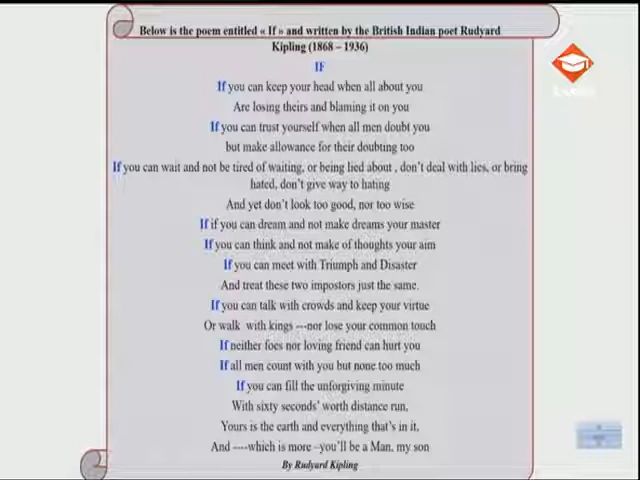 Below is the poem entitled « If » and written by the British Indian poet Rudyard
Kipling (1868 – 1936)
IF
If you can keep your head when all about you
Are losing theirs and blaming it on you
If you can trust yourself when all men doubt you
but make allowance for their doubting too
If you can wait and not be tired of waiting, or being lied about , don't deal with lies, or bring
hated, don't give way to hating
And yet don't look too good, nor too wise
If if you can dream and not make dreams your master
If you can think and not make of thoughts your aim
If you can meet with Triumph and Disaster
And treat these two impostors just the same.
If you can talk with crowds and keep your virtue
Or walk with kings ---nor lose your common touch
If neither foes nor loving friend can hurt you
If all men count with you but none too much
If you can fill the unforgiving minute
With sixty seconds' worth distance run,
Yours is the earth and everything that's in it,
And ----which is more –you'll be a Man, my son
By Rudyard Kipling